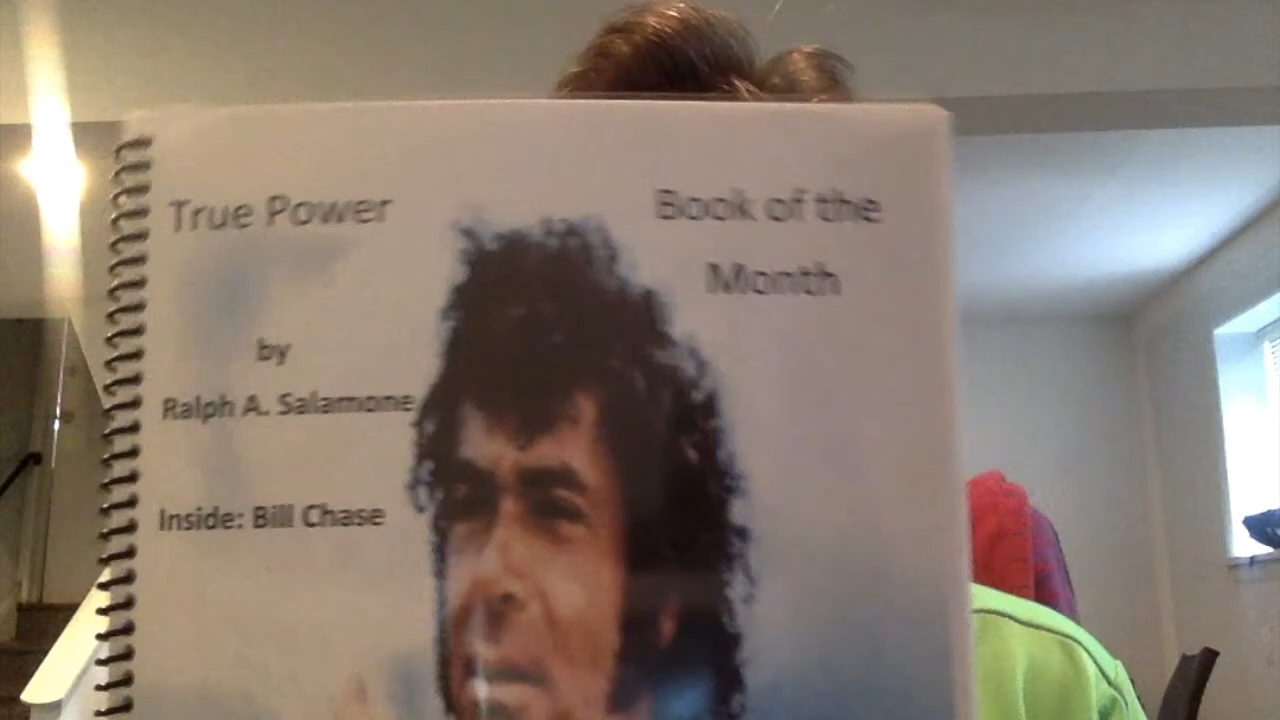 True Power
Book of the
Month
by
Ralph A. Salamone
Inside: Bill Chase